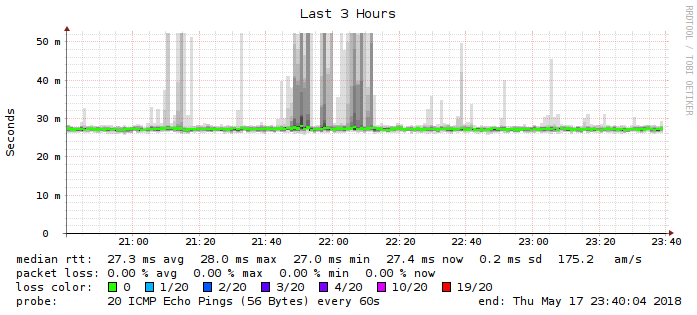 Last 3 Hours
RRDTOOL / TOBI OETIKER
Seconds
50 m
40 m
30 m
20 m
10 m
0
21:00 21:20 21:40 22:00 22:20 22:40 23:00 23:20 23:40
median rtt: 27.3 ms avg 28.0 ms max 27.0 ms min 27.4 ms now 0.2 ms sd 175.2 am/s
packet loss: 0.00 % avg 0.00 % max 0.00 % min 0.00 % now
loss color: 0 1/20 2/20 3/20 4/20 10/20 19/20
probe: 20 ICMP Echo Pings (56 Bytes) every 60s end: Thu May 17 23:40:04 2018